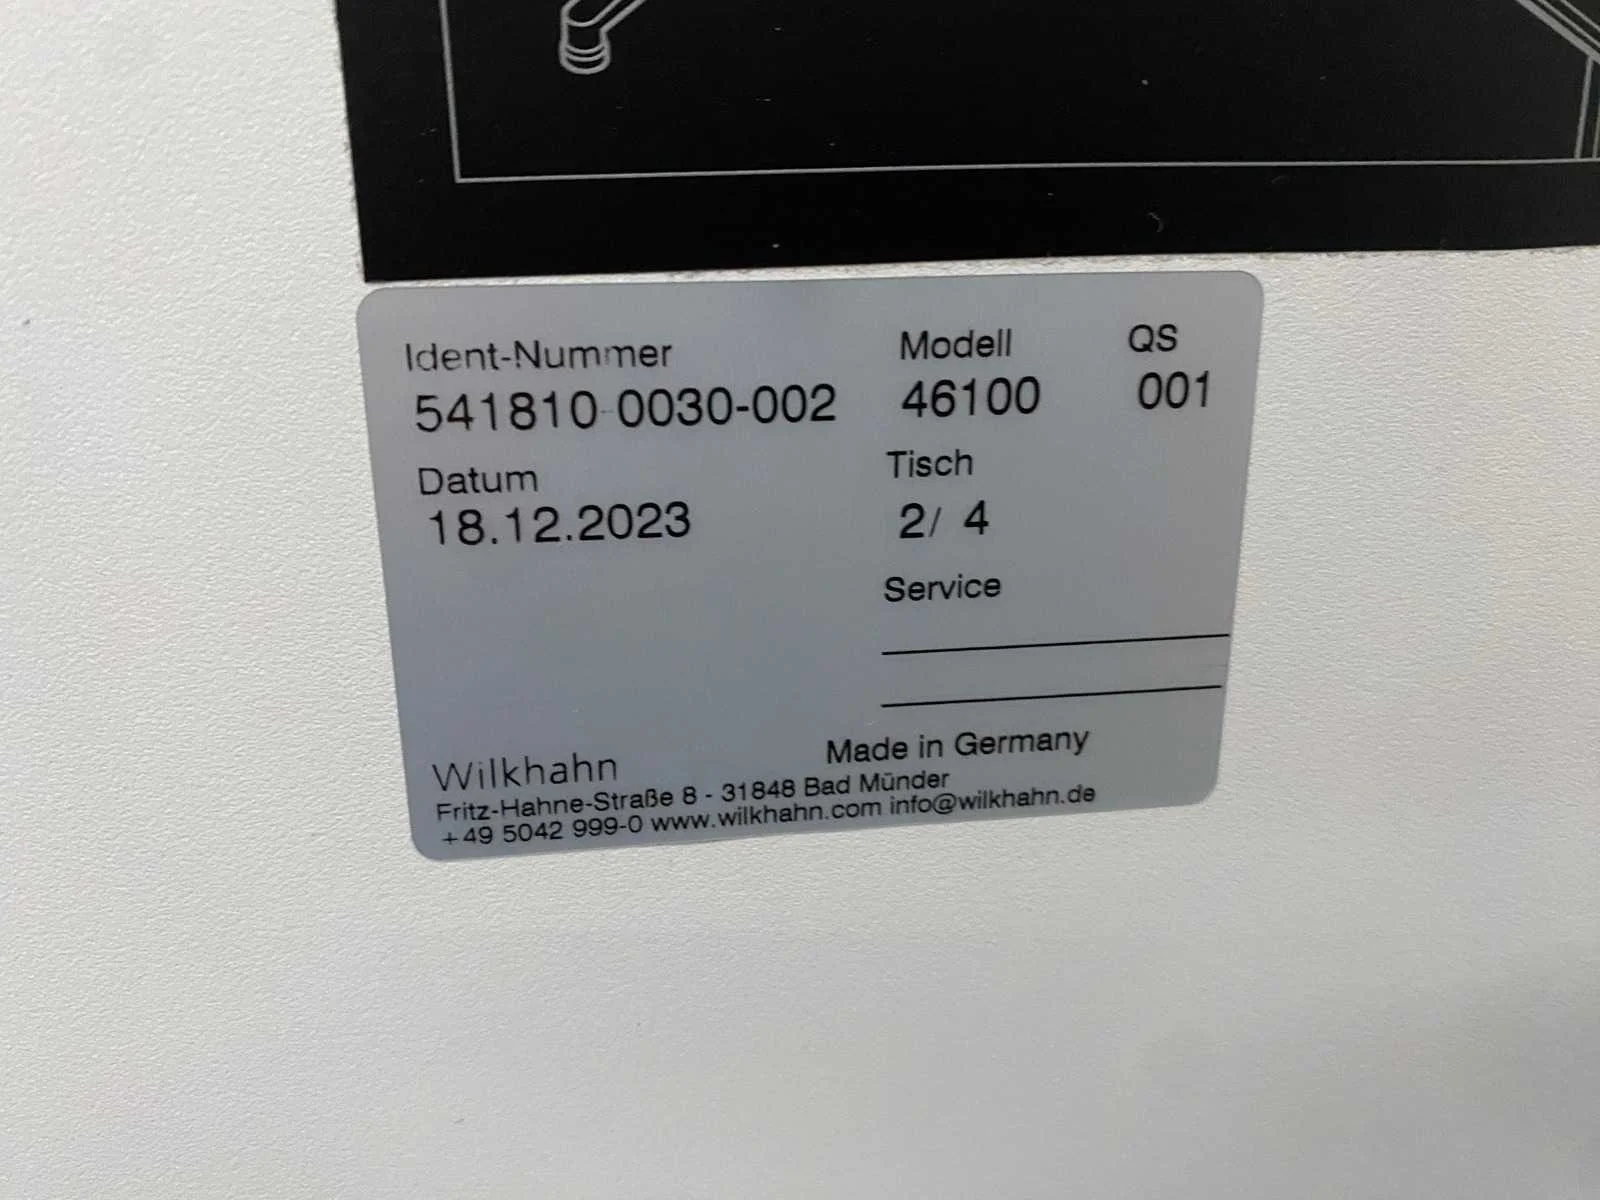 Ident-Nummer Modell QS
541810-0030-002 46100 001
Datum Tisch
18.12.2023 2/ 4
Service
Wilkhahn Made in Germany
Fritz-Hahne-Straße 8 - 31848 Bad Münder
+49 5042 999-0 www.wilkhahn.com info@wilkhahn.de